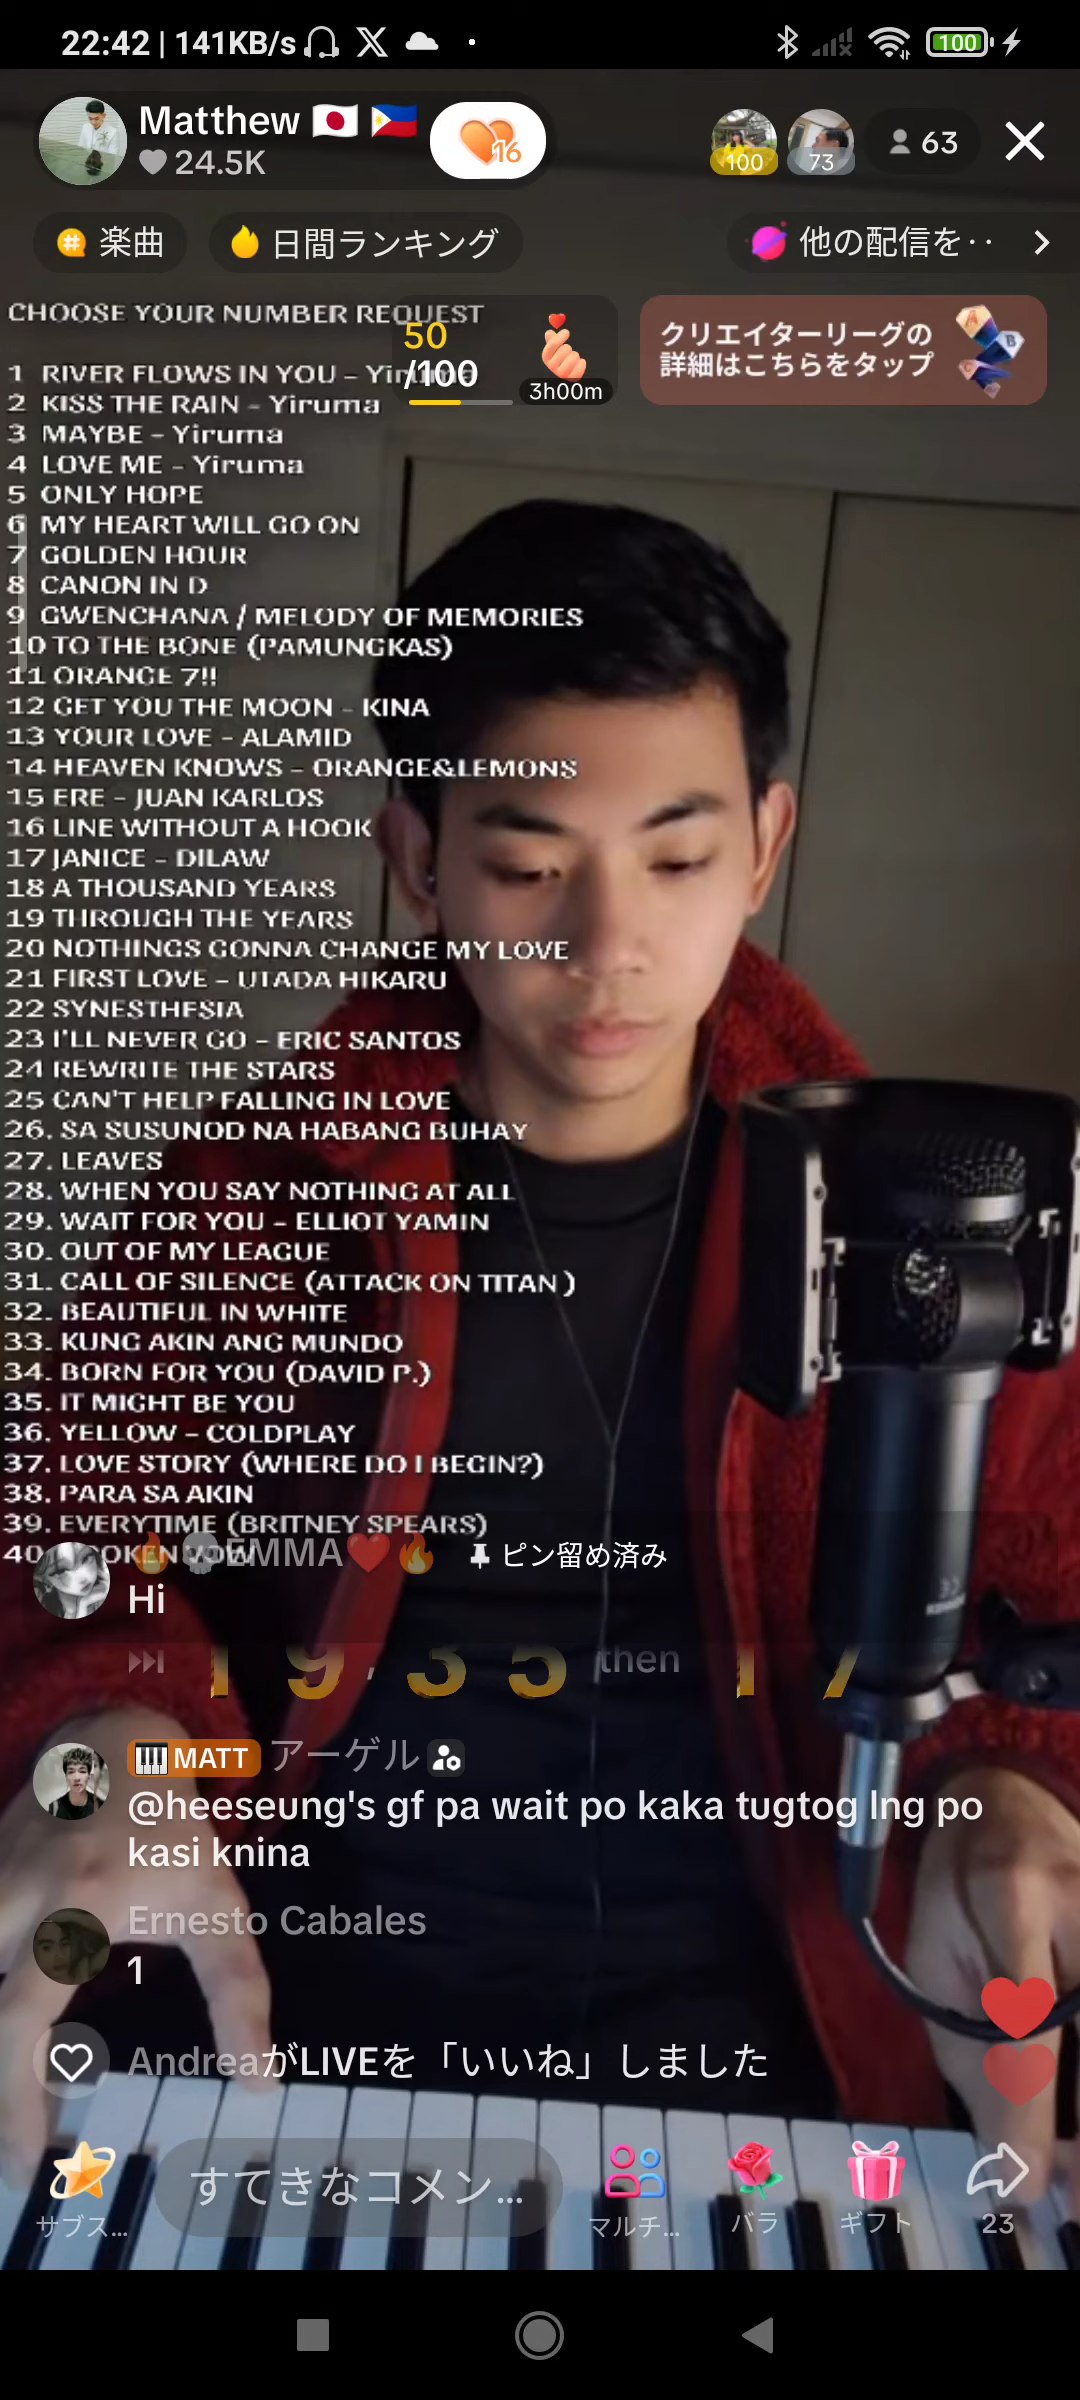 22:42 | 141KB/s
100
Matthew 🇯🇵 🇵🇭
24.5K
16
100
73
63
楽曲
日間ランキング
他の配信を‥
CHOOSE YOUR NUMBER REQUEST
50
/100
3h00m
クリエイターリーグの
詳細はこちらをタップ
1 RIVER FLOWS IN YOU – Yiruma
2 KISS THE RAIN – Yiruma
3 MAYBE – Yiruma
4 LOVE ME – Yiruma
5 ONLY HOPE
6 MY HEART WILL GO ON
7 GOLDEN HOUR
8 CANON IN D
9 GWENCHANA / MELODY OF MEMORIES
10 TO THE BONE (PAMUNGKAS)
11 ORANGE 7!!
12 GET YOU THE MOON – KINA
13 YOUR LOVE – ALAMID
14 HEAVEN KNOWS – ORANGE&LEMONS
15 ERE – JUAN KARLOS
16 LINE WITHOUT A HOOK
17 JANICE – DILAW
18 A THOUSAND YEARS
19 THROUGH THE YEARS
20 NOTHINGS GONNA CHANGE MY LOVE
21 FIRST LOVE – UTADA HIKARU
22 SYNESTHESIA
23 I'LL NEVER GO – ERIC SANTOS
24 REWRITE THE STARS
25 CAN'T HELP FALLING IN LOVE
26. SA SUSUNOD NA HABANG BUHAY
27. LEAVES
28. WHEN YOU SAY NOTHING AT ALL
29. WAIT FOR YOU – ELLIOT YAMIN
30. OUT OF MY LEAGUE
31. CALL OF SILENCE (ATTACK ON TITAN )
32. BEAUTIFUL IN WHITE
33. KUNG AKIN ANG MUNDO
34. BORN FOR YOU (DAVID P.)
35. IT MIGHT BE YOU
36. YELLOW – COLDPLAY
37. LOVE STORY (WHERE DO I BEGIN?)
38. PARA SA AKIN
39. EVERYTIME (BRITNEY SPEARS)
40
🔥💀EMMA❤️🔥 ピン留め済み
Hi
19, 35 then 17
MATT アーゲル
@heeseung's gf pa wait po kaka tugtog lng po
kasi knina
Ernesto Cabales
1
AndreaがLIVEを「いいね」しました
すてきなコメン...
サブス... マルチ... バラ ギフト 23